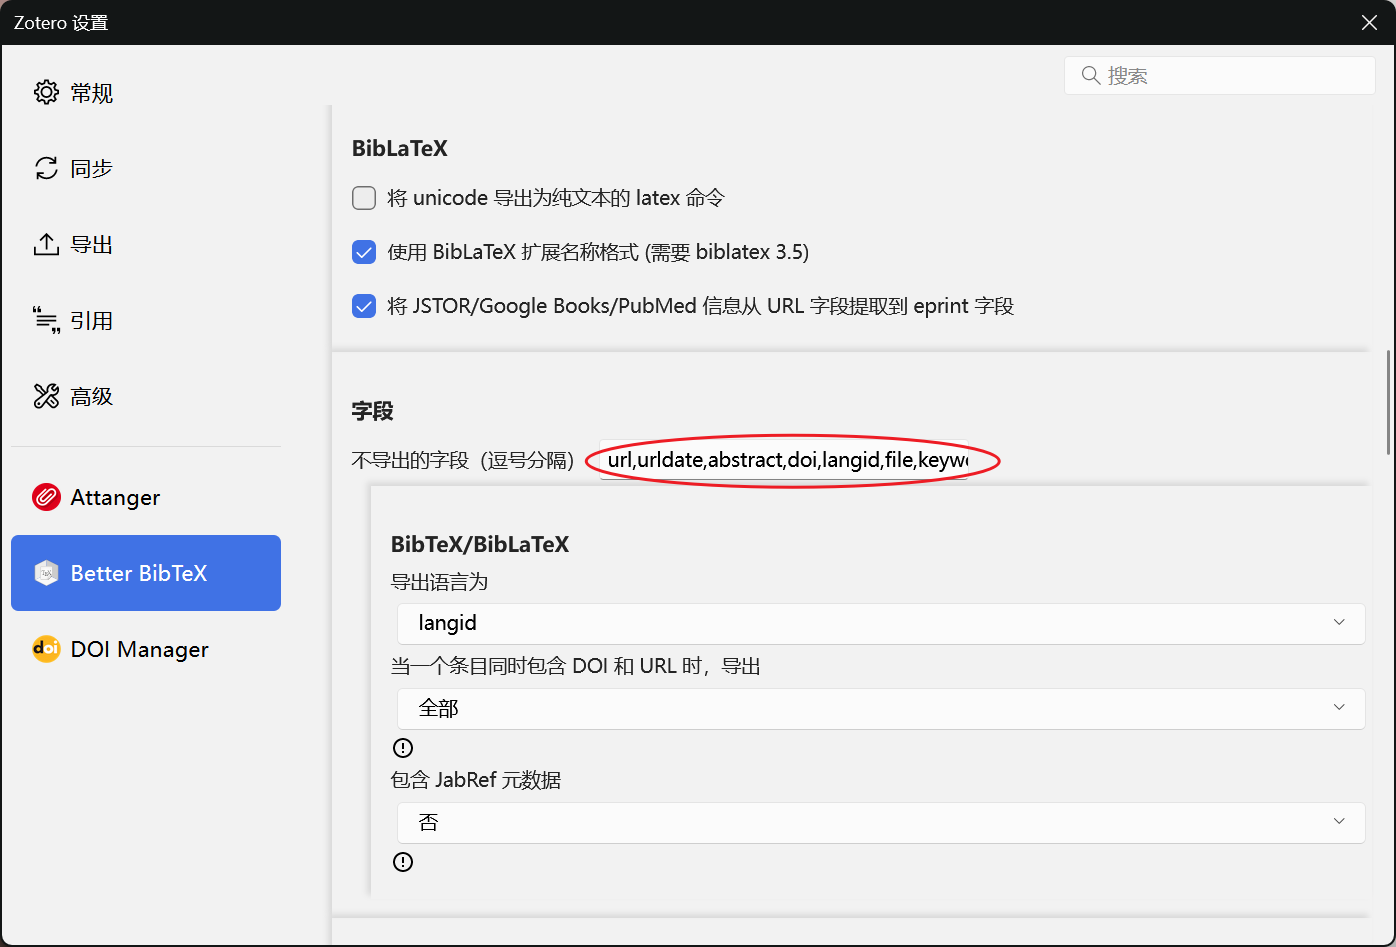 Zotero 设置
搜索
常规
同步
导出
引用
高级
Attanger
Better BibTeX
DOI Manager
BibLaTeX
将 unicode 导出为纯文本的 latex 命令
使用 BibLaTeX 扩展名称格式 (需要 biblatex 3.5)
将 JSTOR/Google Books/PubMed 信息从 URL 字段提取到 eprint 字段
字段
不导出的字段（逗号分隔） url,urldate,abstract,doi,langid,file,keyw
BibTeX/BibLaTeX
导出语言为
langid
当一个条目同时包含 DOI 和 URL 时，导出
全部
包含 JabRef 元数据
否